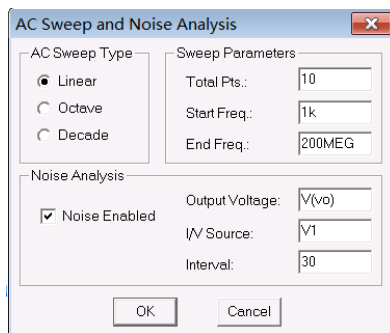 AC Sweep and Noise Analysis
AC Sweep Type
Linear
Octave
Decade
Sweep Parameters
Total Pts.: 10
Start Freq.: 1k
End Freq.: 200MEG
Noise Analysis
Noise Enabled
Output Voltage: V(vo)
I/V Source: V1
Interval: 30
OK Cancel